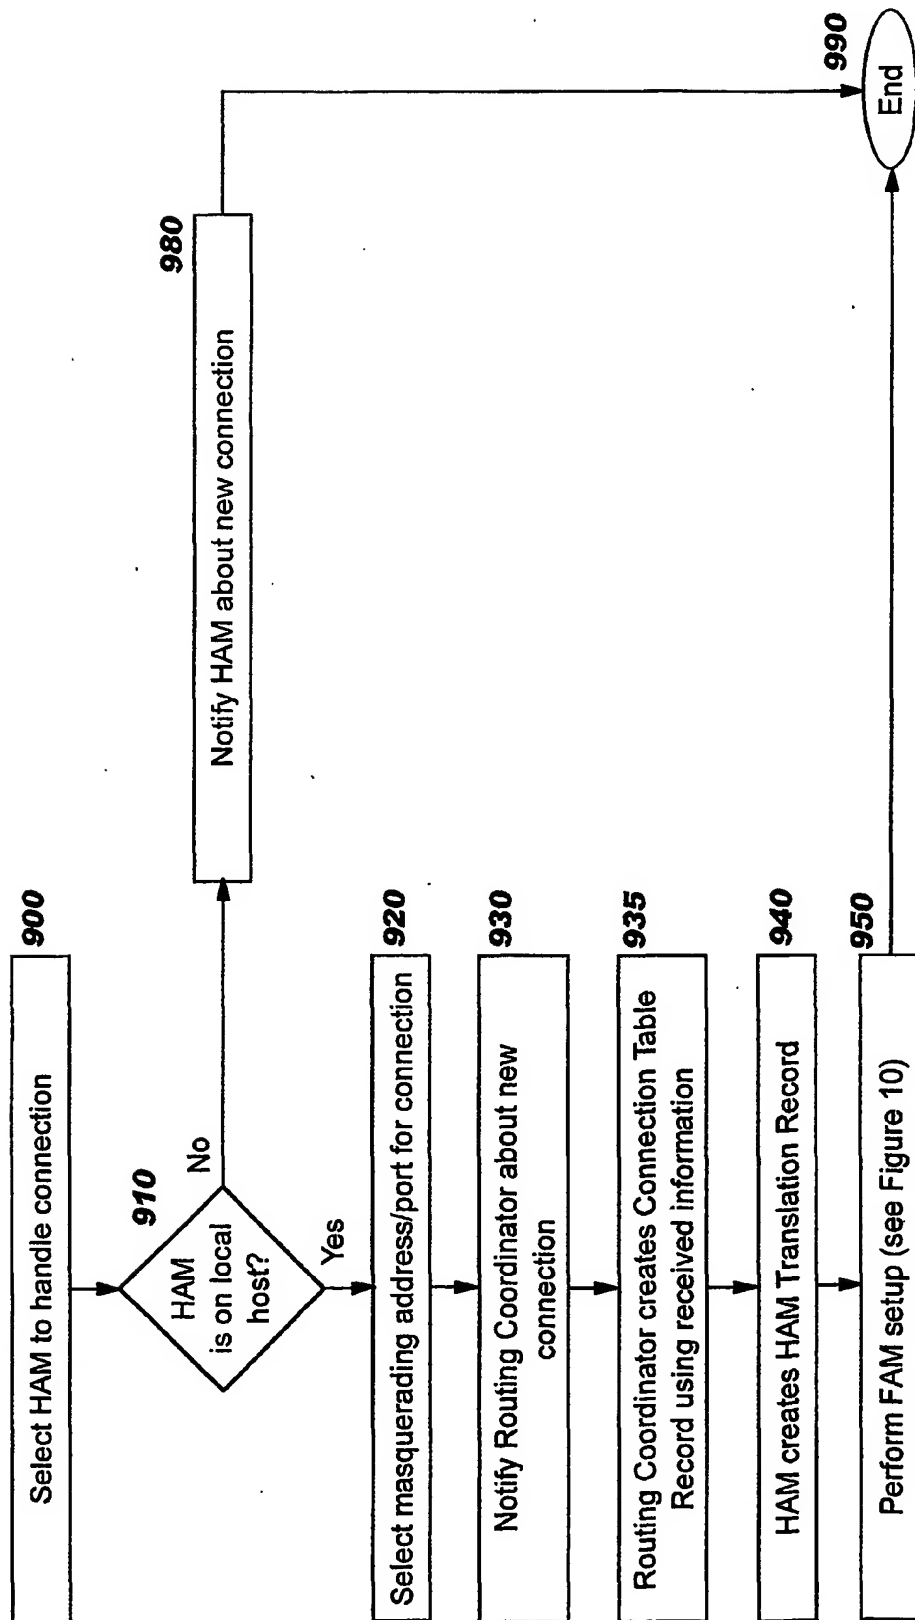 Select HAM to handle connection
900
910
HAM
is on local
host?
No
Yes
Notify HAM about new connection
980
Select masquerading address/port for connection
920
Notify Routing Coordinator about new
connection
930
Routing Coordinator creates Connection Table
Record using received information
935
HAM creates HAM Translation Record
940
Perform FAM setup (see Figure 10)
950
End
990